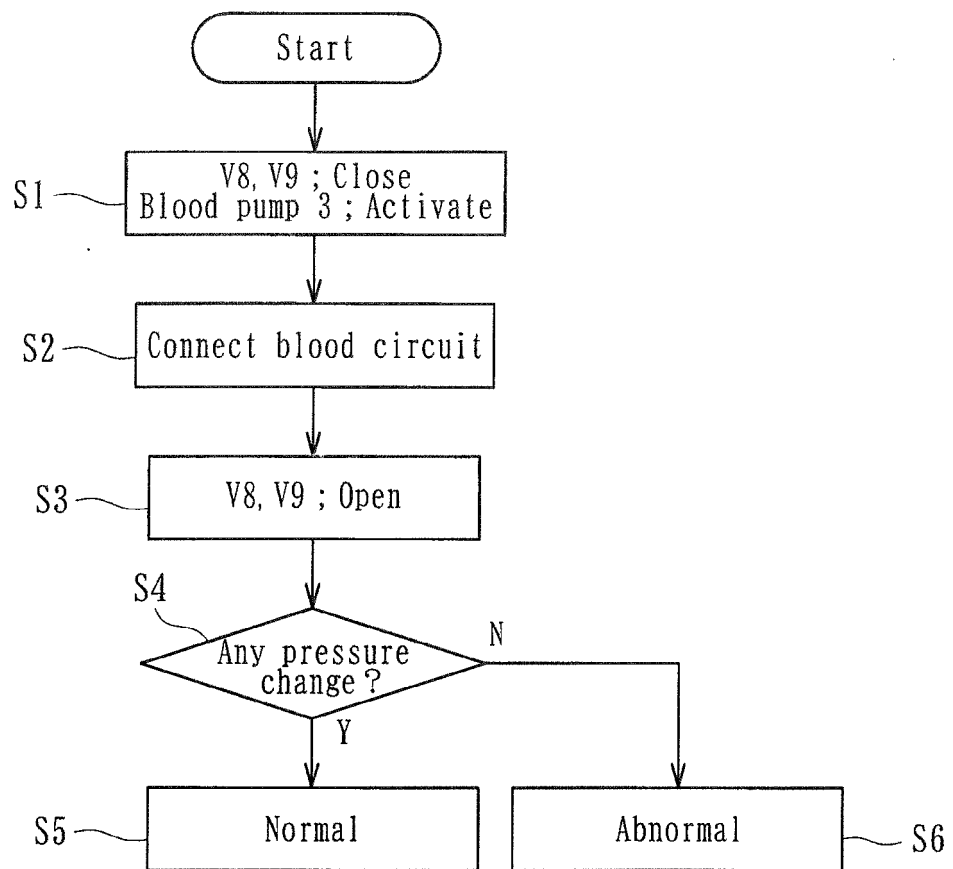 Start
S1
V8, V9 ; Close
Blood pump 3 ; Activate
S2
Connect blood circuit
S3
V8, V9 ; Open
S4
Any pressure
change ?
N
Y
S5
Normal
Abnormal
S6